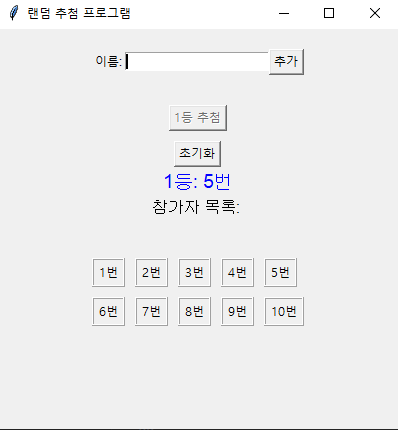 랜덤 추첨 프로그램
이름: 추가
1등 추첨
초기화
1등: 5번
참가자 목록:
1번 2번 3번 4번 5번
6번 7번 8번 9번 10번